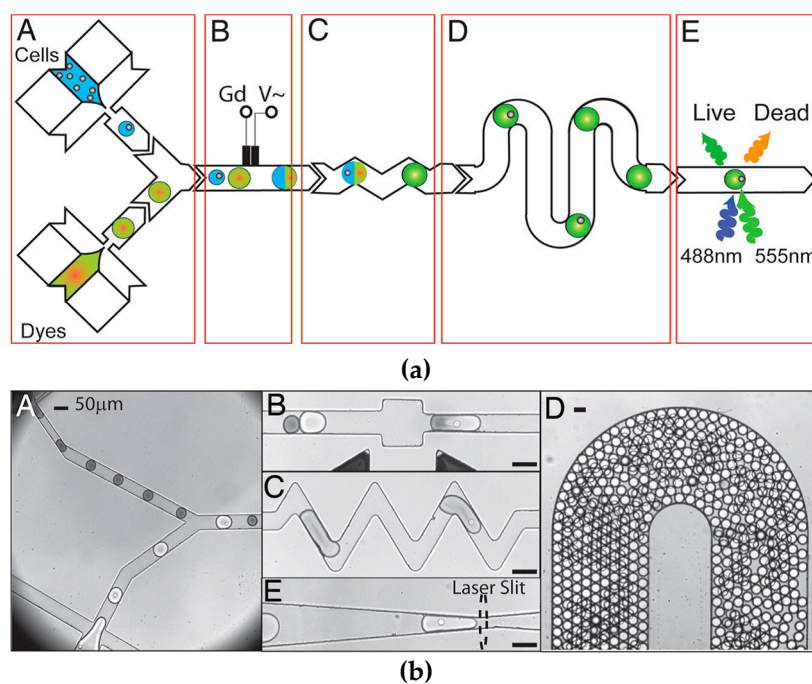 A
B
C
D
E
Cells
Gd
V~
Live
Dead
488nm
555nm
Dyes
(a)
A
50μm
B
D
C
E
Laser Slit
(b)